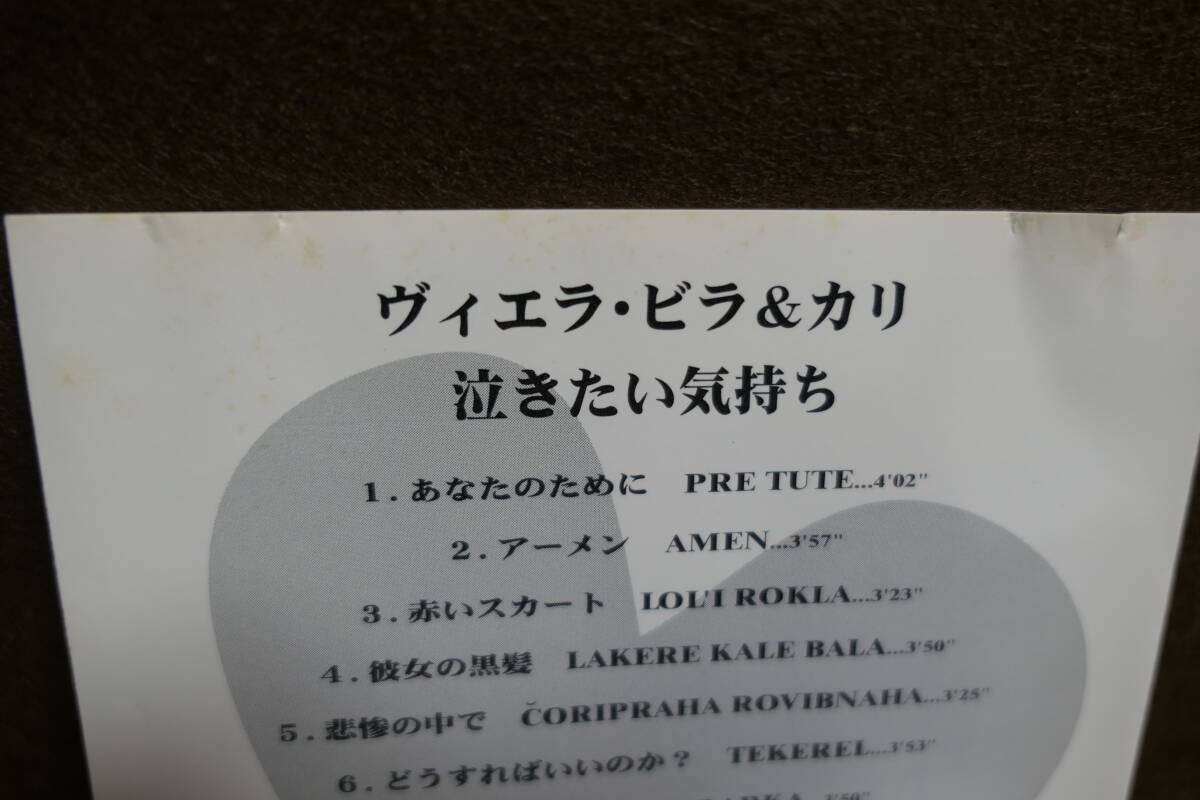 ヴィエラ・ビラ＆カリ
泣きたい気持ち
1.あなたのために　PRE TUTE...4'02"
2.アーメン　AMEN...3'57"
3.赤いスカート　LOL'I ROKLA...3'23"
4.彼女の黒髪　LAKERE KALE BALA...3'50"
5.悲惨の中で　ČORIPRAHA ROVIBNAHA...3'25"
6.どうすればいいのか？　TEKEREL...3'53"
3'50"